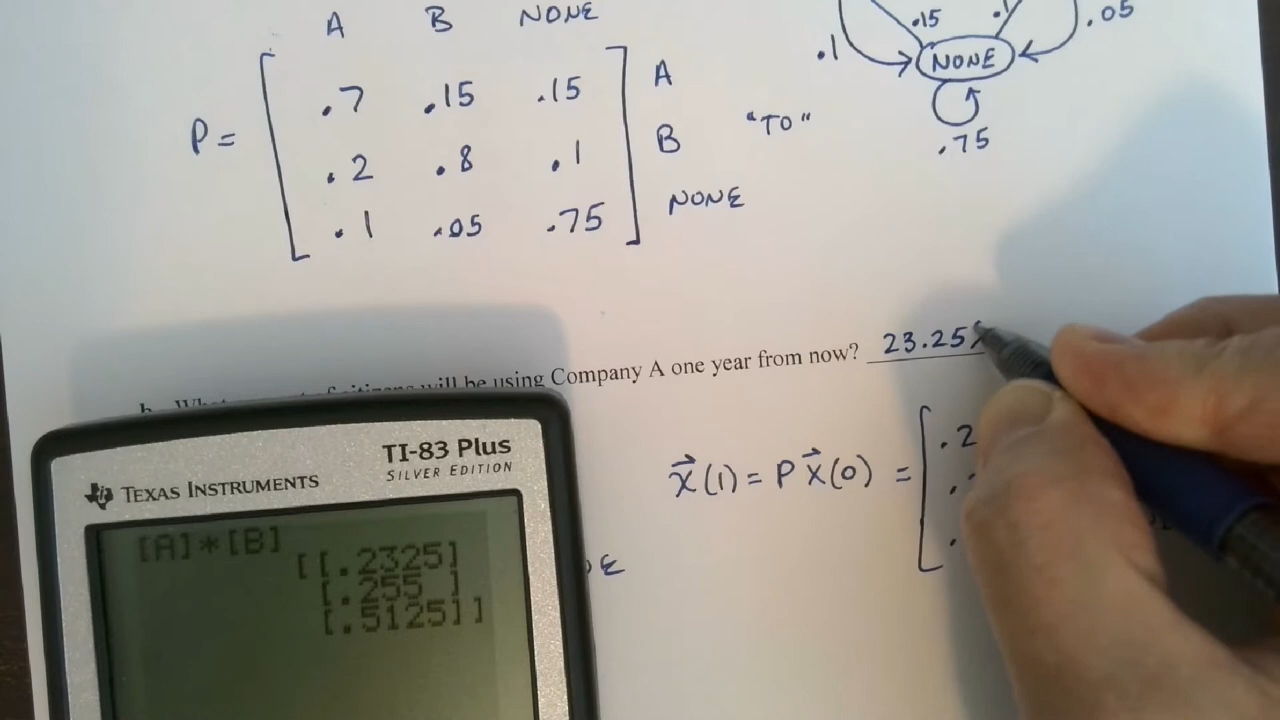 A B NONE
.15 .1 .05
.1 NONE
.75
P = .7 .15 .15 A
.2 .8 .1 B "TO"
.1 .05 .75 NONE
will be using Company A one year from now? 23.25%
x(1) = P x(0) = .2
TI-83 Plus
SILVER EDITION
TEXAS INSTRUMENTS
[A]*[B]
[[.2325]
[.255 ]
[.5125]]